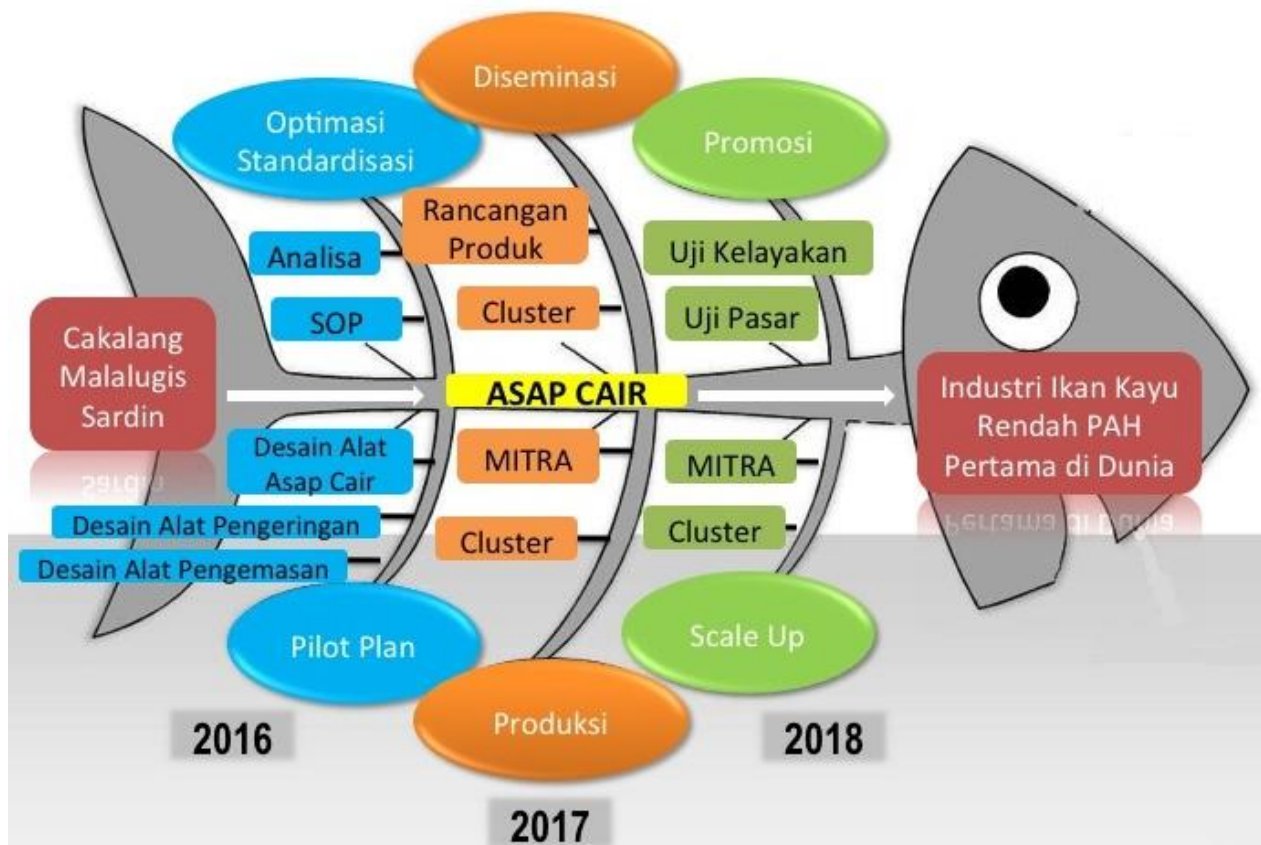 Diseminasi
Optimasi
Standardisasi
Promosi
Rancangan
Produk
Analisa
Uji Kelayakan
SOP
Cluster
Uji Pasar
Cakalang
Malalugis
Sardin
ASAP CAIR
Industri Ikan Kayu
Rendah PAH
Pertama di Dunia
Desain Alat
Asap Cair
MITRA
MITRA
Desain Alat Pengeringan
Cluster
Cluster
Desain Alat Pengemasan
Pilot Plan
Scale Up
Produksi
2016
2018
2017